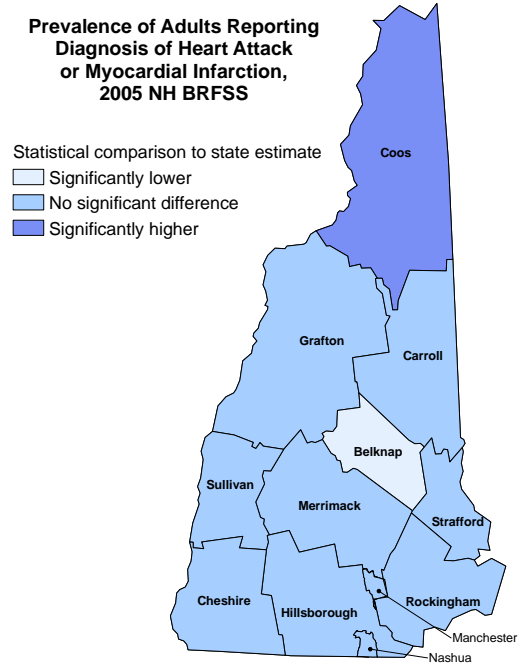 Prevalence of Adults Reporting
Diagnosis of Heart Attack
or Myocardial Infarction,
2005 NH BRFSS
Statistical comparison to state estimate
Significantly lower
No significant difference
Significantly higher
Coos
Grafton
Carroll
Belknap
Sullivan
Merrimack
Strafford
Cheshire
Hillsborough
Rockingham
Manchester
Nashua